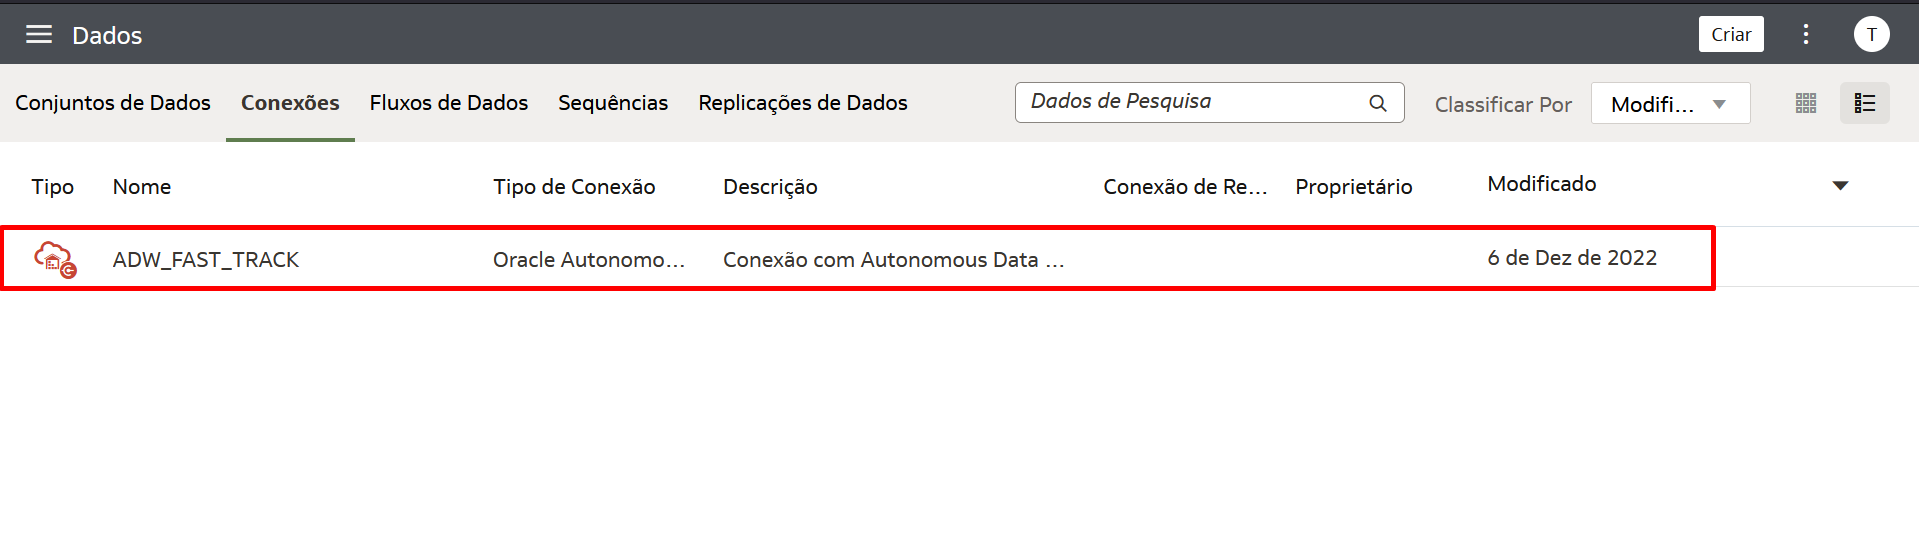 Dados
Criar
T
Conjuntos de Dados Conexões Fluxos de Dados Sequências Replicações de Dados
Dados de Pesquisa
Classificar Por
Modifi...
Tipo Nome Tipo de Conexão Descrição Conexão de Re... Proprietário Modificado
ADW_FAST_TRACK Oracle Autonomo... Conexão com Autonomous Data ... 6 de Dez de 2022